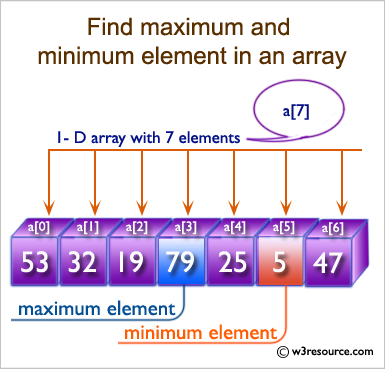 Find maximum and
minimum element in an array
a[7]
1- D array with 7 elements
a[0] a[1] a[2] a[3] a[4] a[5] a[6]
53 32 19 79 25 5 47
maximum element
minimum element
© w3resource.com